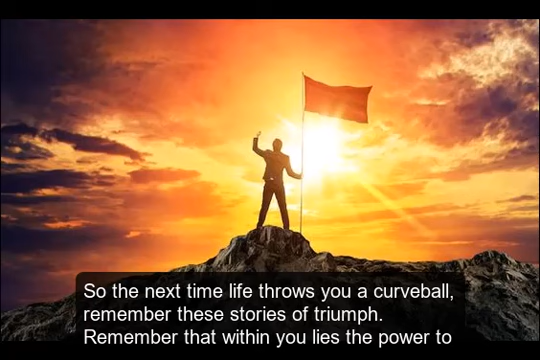 So the next time life throws you a curveball,
remember these stories of triumph.
Remember that within you lies the power to